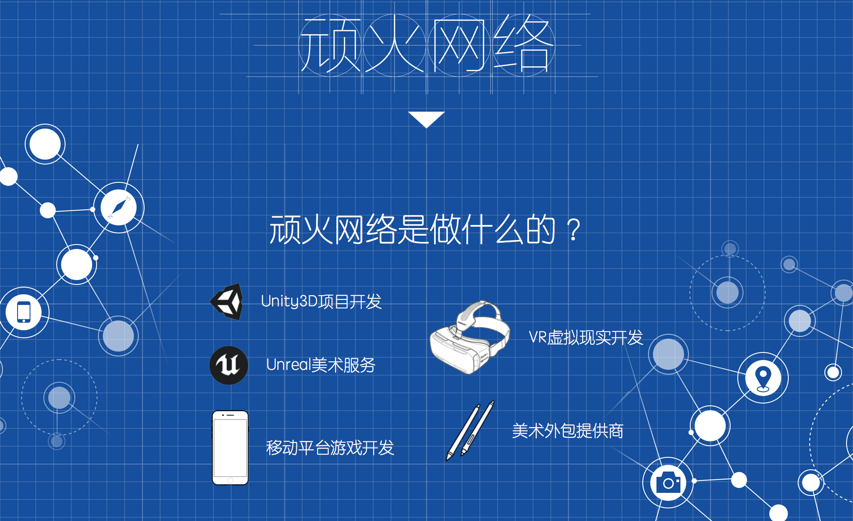 顽火网络
顽火网络是做什么的？
Unity3D项目开发
VR虚拟现实开发
Unreal美术服务
美术外包提供商
移动平台游戏开发